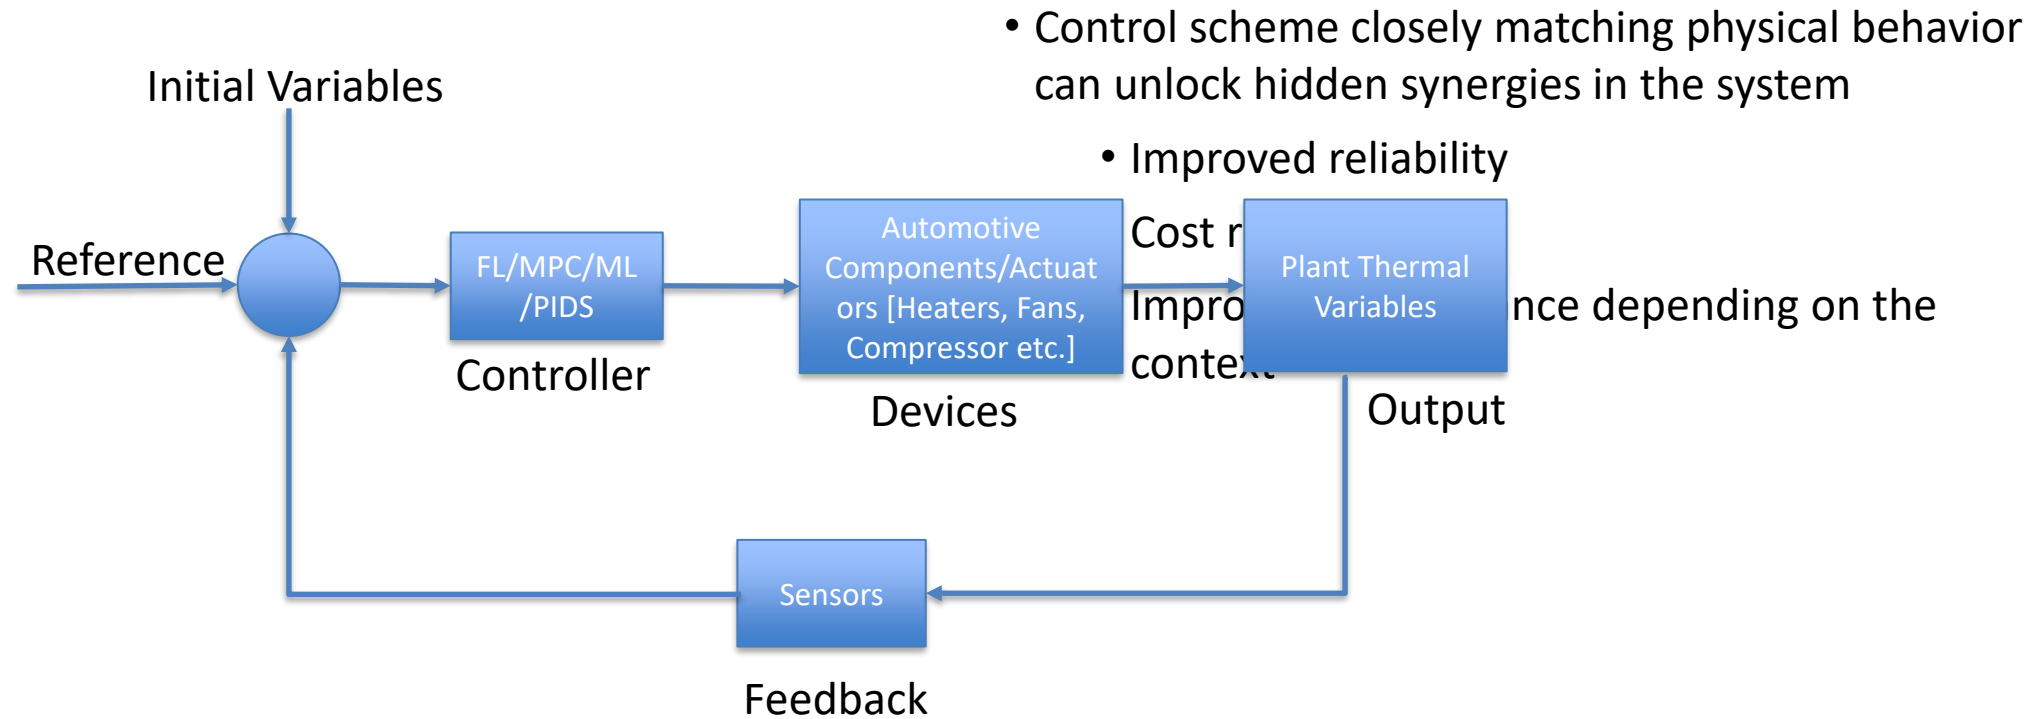 • Control scheme closely matching physical behavior
can unlock hidden synergies in the system
• Improved reliability
Cost
nce depending on the
context
Initial Variables
Reference
FL/MPC/ML
/PIDS
Controller
Automotive
Components/Actuat
ors [Heaters, Fans,
Compressor etc.]
Devices
Plant Thermal
Variables
Output
Sensors
Feedback